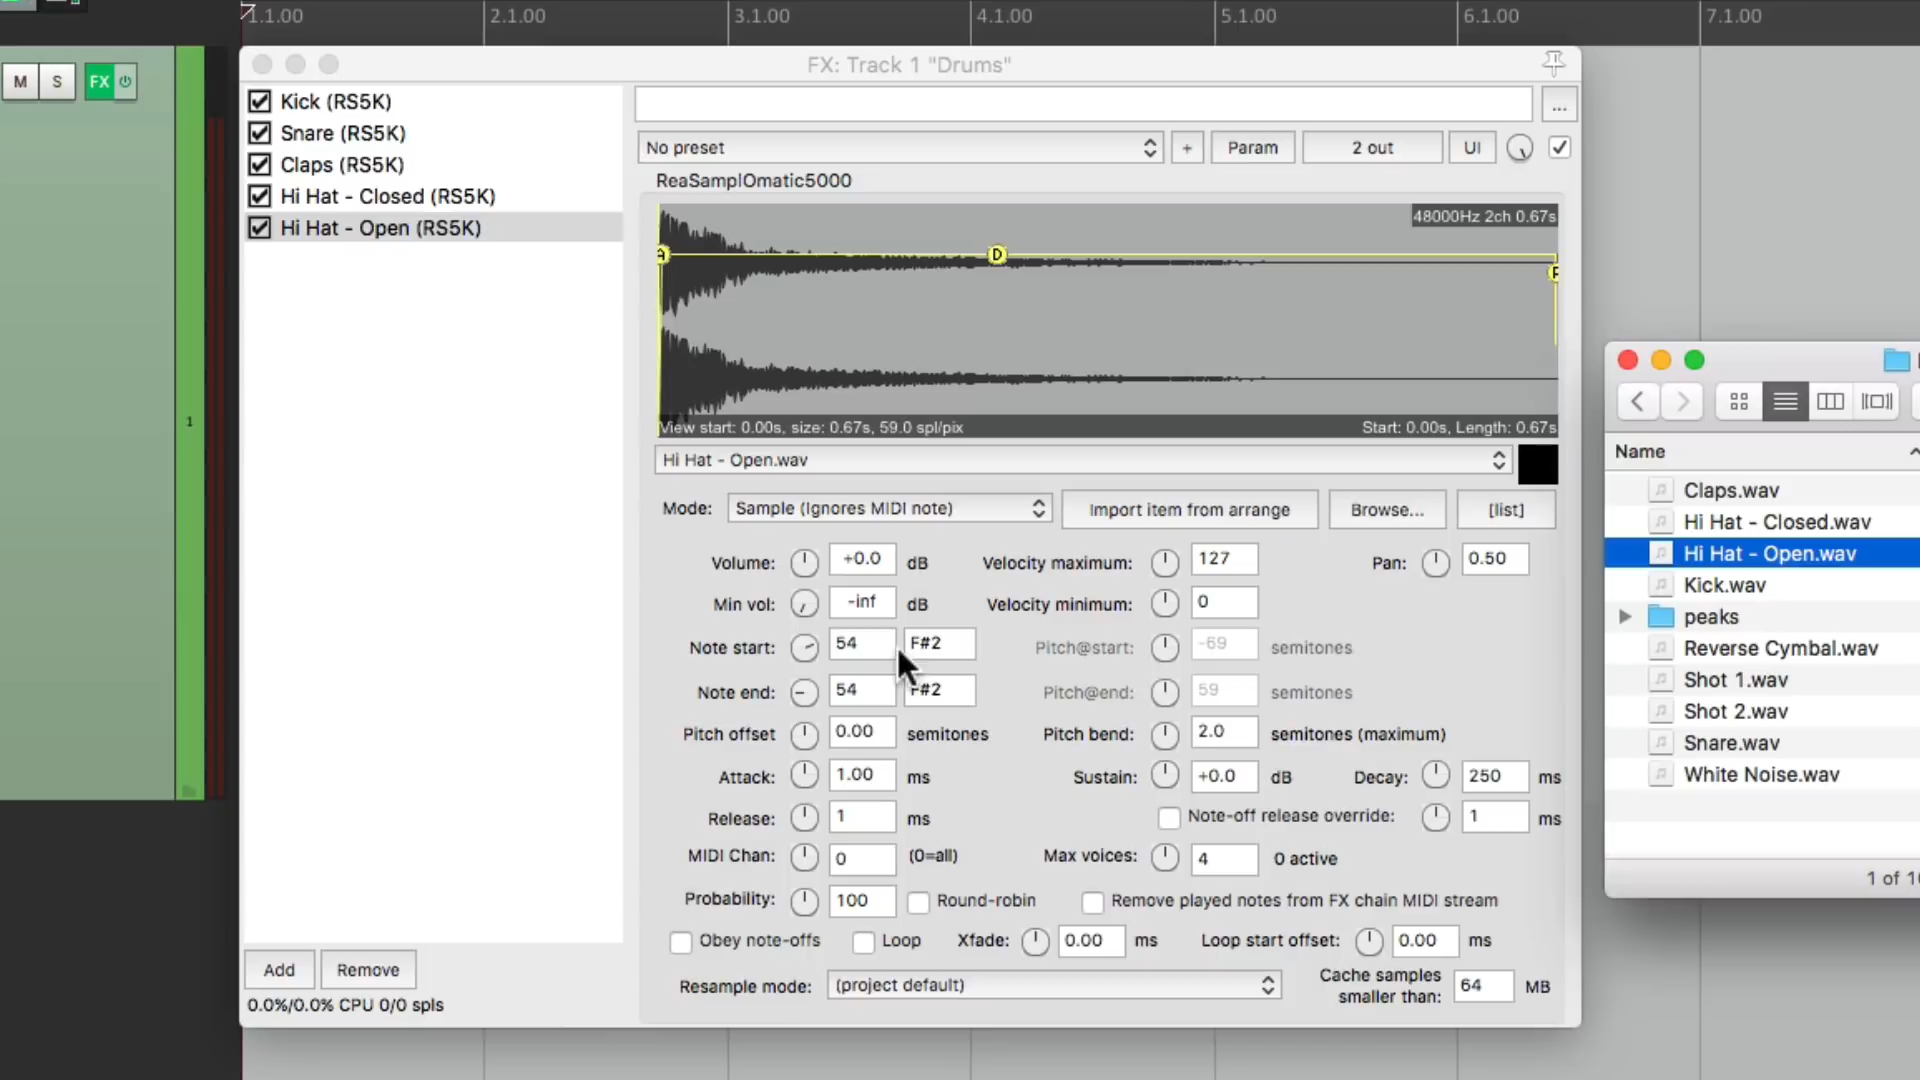 1.1.00 2.1.00 3.1.00 4.1.00 5.1.00 6.1.00 7.1.00
M S FX
FX: Track 1 "Drums"
1
Kick (RS5K)
Snare (RS5K)
Claps (RS5K)
Hi Hat - Closed (RS5K)
Hi Hat - Open (RS5K)
Add Remove
0.0%/0.0% CPU 0/0 spls
...
No preset + Param 2 out UI
ReaSamplOmatic5000
48000Hz 2ch 0.67s
A D
View start: 0.00s, size: 0.67s, 59.0 spl/pix Start: 0.00s, Length: 0.67s
Hi Hat - Open.wav
Mode: Sample (Ignores MIDI note) Import item from arrange Browse... [list]
Volume: +0.0 dB Velocity maximum: 127 Pan: 0.50
Min vol: -inf dB Velocity minimum: 0
Note start: 54 F#2 Pitch@start: -69 semitones
Note end: 54 F#2 Pitch@end: 59 semitones
Pitch offset 0.00 semitones Pitch bend: 2.0 semitones (maximum)
Attack: 1.00 ms Sustain: +0.0 dB Decay: 250 ms
Release: 1 ms Note-off release override: 1 ms
MIDI Chan: 0 (0=all) Max voices: 4 0 active
Probability: 100 Round-robin Remove played notes from FX chain MIDI stream
Obey note-offs Loop Xfade: 0.00 ms Loop start offset: 0.00 ms
Resample mode: (project default) Cache samples smaller than: 64 MB
Name
Claps.wav
Hi Hat - Closed.wav
Hi Hat - Open.wav
Kick.wav
peaks
Reverse Cymbal.wav
Shot 1.wav
Shot 2.wav
Snare.wav
White Noise.wav
1 of